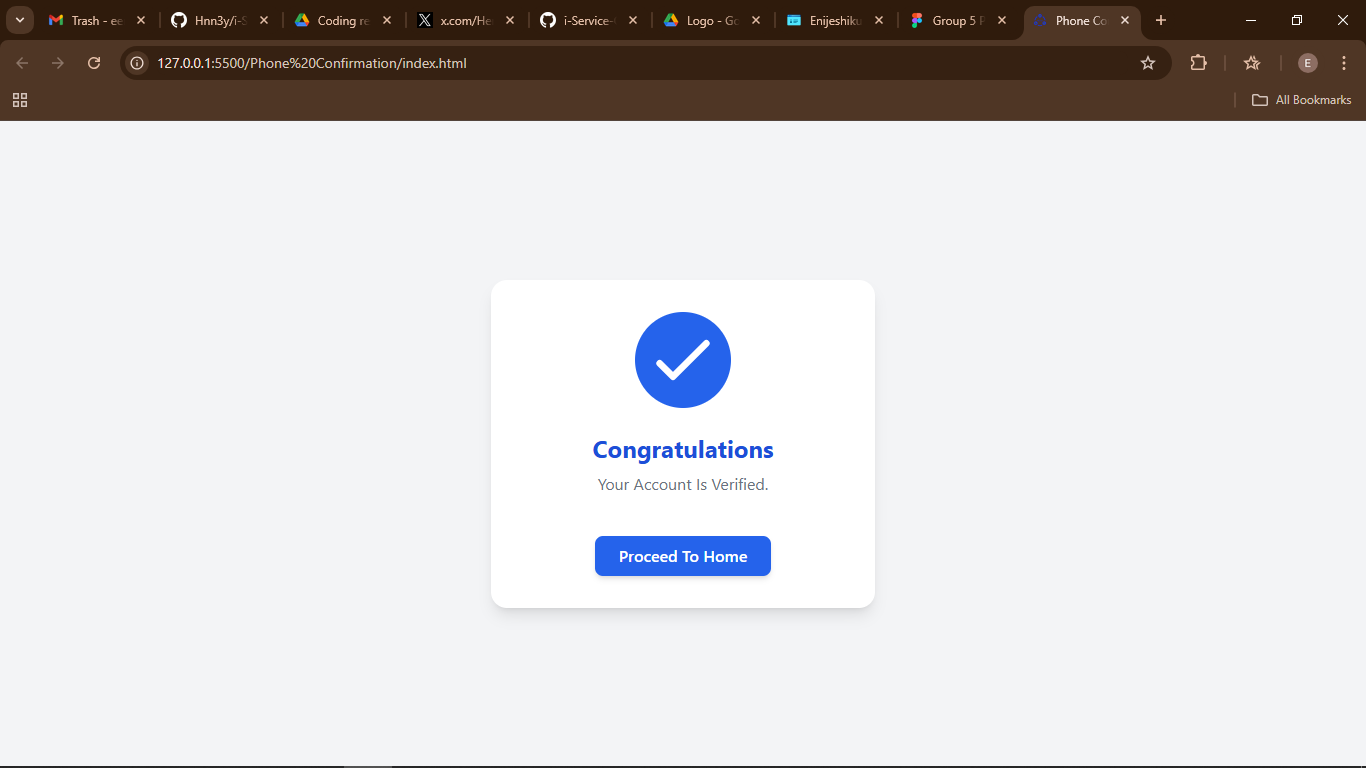 Trash - ee
Hnn3y/i-S
Coding re
x.com/He
i-Service-
Logo - Go
Enijeshiku
Group 5 P
Phone Co
127.0.0.1:5500/Phone%20Confirmation/index.html
E
All Bookmarks
Congratulations
Your Account Is Verified.
Proceed To Home